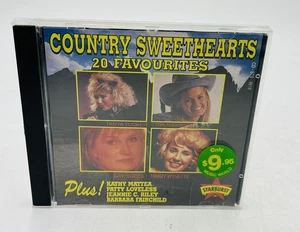 COUNTRY SWEETHEARTS
20 FAVOURITES
Plus!
KATHY MATTEA
PATTY LOVELESS
JEANNIE C. RILEY
BARBARA FAIRCHILD
Only
$9.95
STARBURST